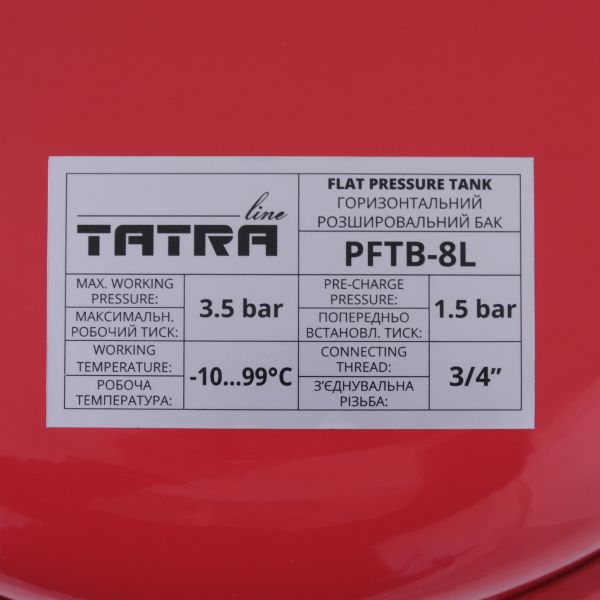 line
TATRA
FLAT PRESSURE TANK
ГОРИЗОНТАЛЬНИЙ
РОЗШИРОВАЛЬНИЙ БАК
PFTB-8L
MAX. WORKING
PRESSURE:
МАКСИМАЛЬН.
РОБОЧИЙ ТИСК:
3.5 bar
PRE-CHARGE
PRESSURE:
ПОПЕРЕДНЬО
ВСТАНОВЛ. ТИСК:
1.5 bar
WORKING
TEMPERATURE:
РОБОЧА
ТЕМПЕРАТУРА:
-10...99°C
CONNECTING
THREAD:
З'ЄДНУВАЛЬНА
РІЗЬБА:
3/4”